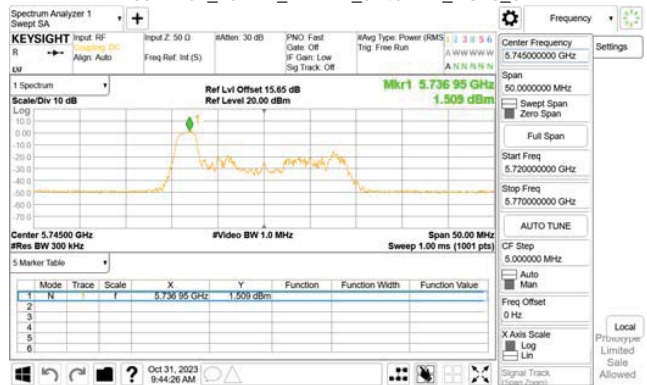 Spectrum Analyzer 1
Swept SA
+
Frequency
KEYSIGHT
Input: RF
Coupling: DC
Align: Auto
Input Z: 50 Ω
Freq Ref: Int (S)
#Atten: 30 dB
PNO: Fast
Gate: Off
IF Gain: Low
Sig Track: Off
#Avg Type: Power (RMS
Trig: Free Run
1 2 3 4 5 6
A W W W W W
A N N N N N
R
Center Frequency
5.745000000 GHz
Settings
Span
50.0000000 MHz
Swept Span
Zero Span
Full Span
Start Freq
5.720000000 GHz
Stop Freq
5.770000000 GHz
AUTO TUNE
CF Step
5.000000 MHz
Auto
Man
Freq Offset
0 Hz
X Axis Scale
Log
Lin
Signal Track
(Span Zoom)
Local
Prototype
Limited
Sale
Allowed
1 Spectrum
Scale/Div 10 dB
Ref Lvl Offset 15.65 dB
Ref Level 20.00 dBm
Mkr1 5.736 95 GHz
1.509 dBm
Log
10.0
0.00
-10.0
-20.0
-30.0
-40.0
-50.0
-60.0
-70.0
1
Center 5.74500 GHz
#Res BW 300 kHz
#Video BW 1.0 MHz
Span 50.00 MHz
Sweep 1.00 ms (1001 pts)
5 Marker Table
Mode Trace Scale X Y Function Function Width Function Value
1 N 1 f 5.736 95 GHz 1.509 dBm
2
3
4
5
6
?
Oct 31, 2023
9:44:26 AM